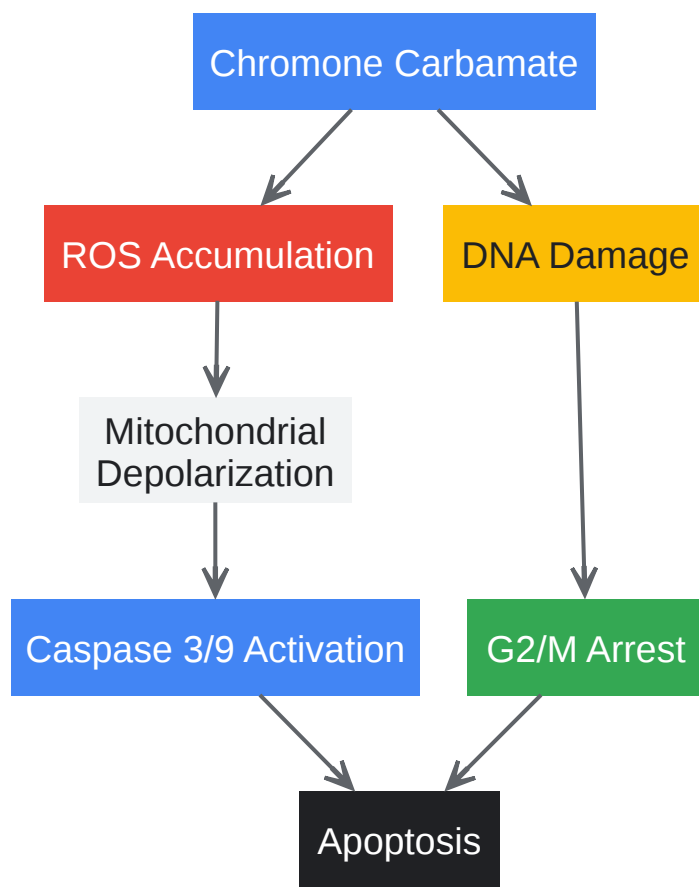 Chromone Carbamate
ROS Accumulation
DNA Damage
Mitochondrial
Depolarization
Caspase 3/9 Activation
G2/M Arrest
Apoptosis